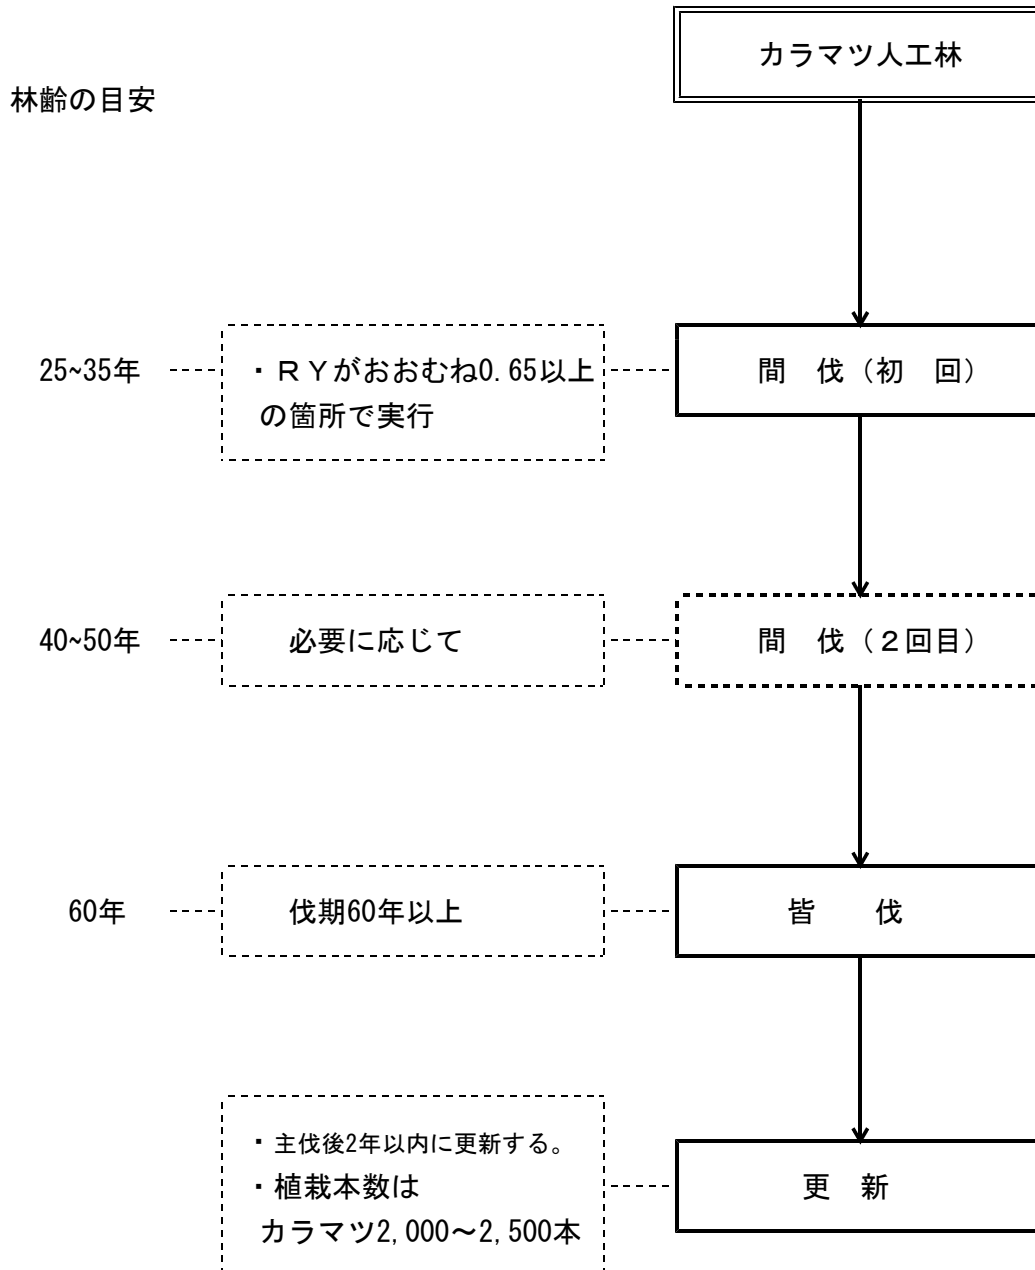 カラマツ人工林
林齢の目安
25~35年
・ＲＹがおおむね0.65以上
の箇所で実行
間　伐（初　回）
40~50年
必要に応じて
間　伐（２回目）
60年
伐期60年以上
皆　　伐
・主伐後2年以内に更新する。
・植栽本数は
カラマツ2,000～2,500本
更　新